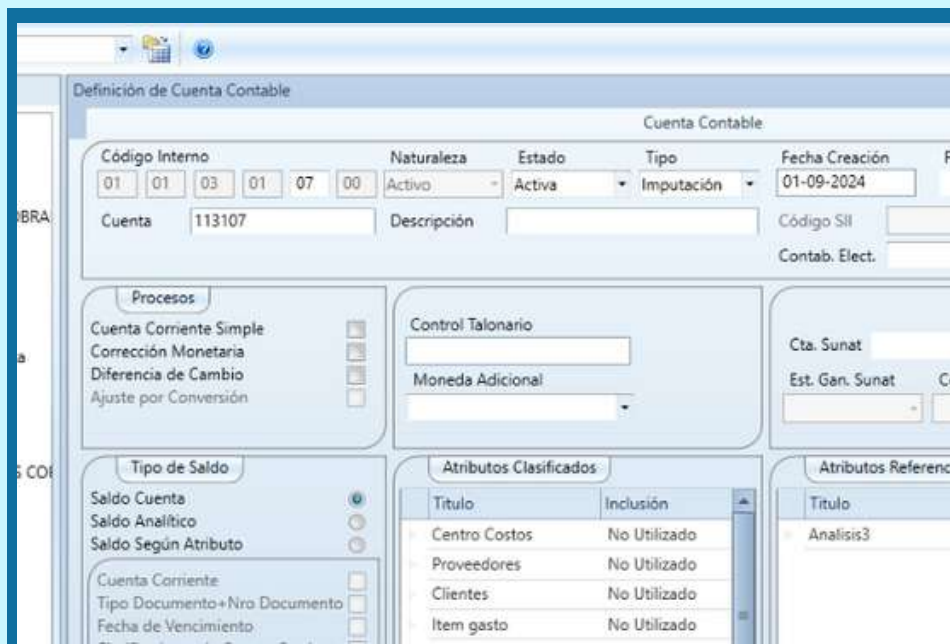 Definición de Cuenta Contable
Cuenta Contable
Código Interno Naturaleza Estado Tipo Fecha Creación
01 01 03 01 07 00 Activo Activa Imputación 01-09-2024
OBRA
Cuenta 113107 Descripción Código SII
Contab. Elect.
Procesos
Cuenta Corriente Simple
Corrección Monetaria
Diferencia de Cambio
Ajuste por Conversión
Control Talonario
Moneda Adicional
Cta. Sunat
Est. Gan. Sunat
Tipo de Saldo
Saldo Cuenta
Saldo Analítico
Saldo Según Atributo
Cuenta Corriente
Tipo Documento+Nro Documento
Fecha de Vencimiento
Atributos Clasificados
Titulo Inclusión
Centro Costos No Utilizado
Proveedores No Utilizado
Clientes No Utilizado
Item gasto No Utilizado
Atributos Referenc
Titulo
Analisis3